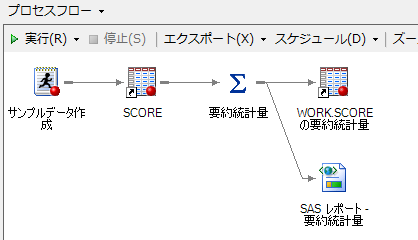 プロセスフロー
実行(R) 停止(S) エクスポート(X) スケジュール(D) ズー
サンプルデータ作
成
SCORE
要約統計量
WORK.SCORE
の要約統計量
SAS レポート -
要約統計量